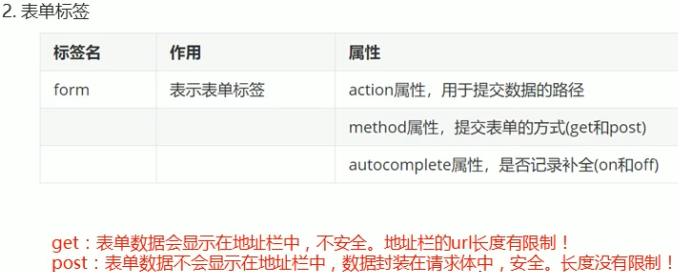 2. 表单标签
标签名 作用 属性
form 表示表单标签 action属性，用于提交数据的路径
method属性，提交表单的方式(get和post)
autocomplete属性，是否记录补全(on和off)
get：表单数据会显示在地址栏中，不安全。地址栏的url长度有限制！
post：表单数据不会显示在地址栏中，数据封装在请求体中，安全。长度没有限制！